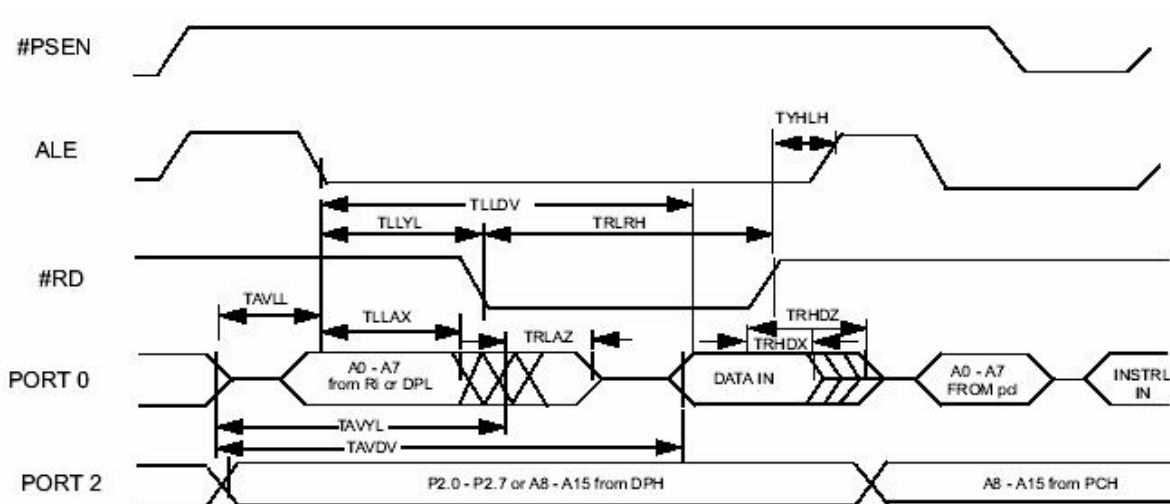 #PSEN
TYHLH
ALE
TLLDV
TLLYL
TRLRH
#RD
TAVLL
TLLAX
TRLAZ
TRHDZ
TRHDX
PORT 0
A0 - A7
from Ri or DPL
DATA IN
A0 - A7
FROM pcl
INSTRL
IN
TAVYL
TAVDV
PORT 2
P2.0 - P2.7 or A8 - A15 from DPH
A8 - A15 from PCH